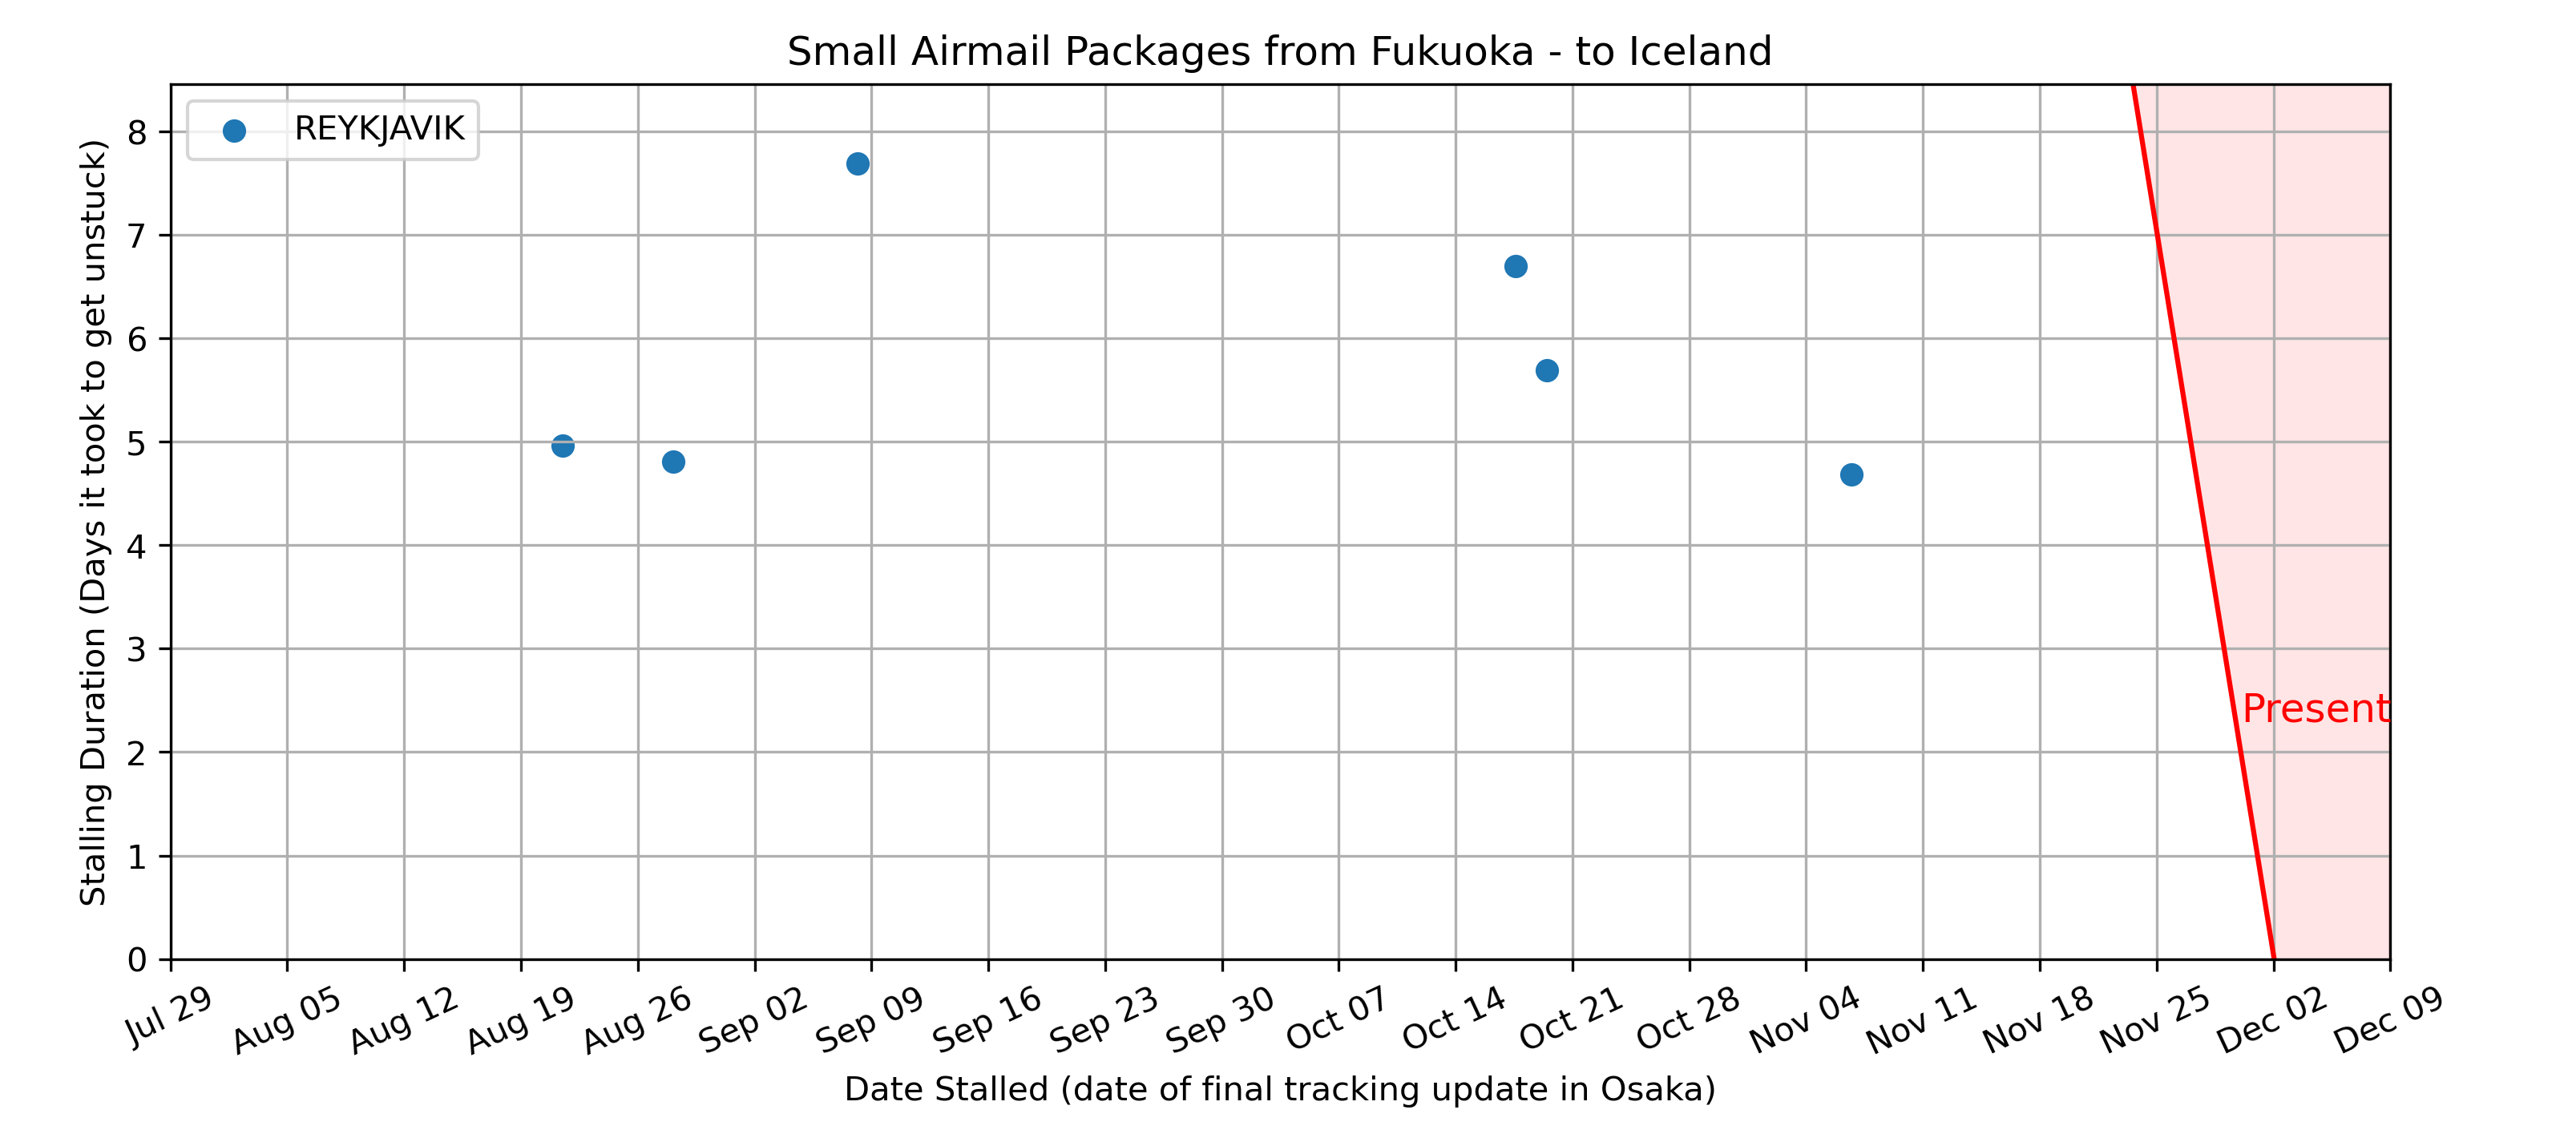 Small Airmail Packages from Fukuoka - to Iceland
REYKJAVIK
Stalling Duration (Days it took to get unstuck)
8
7
6
5
4
3
2
1
0
Present
Jul 29
Aug 05
Aug 12
Aug 19
Aug 26
Sep 02
Sep 09
Sep 16
Sep 23
Sep 30
Oct 07
Oct 14
Oct 21
Oct 28
Nov 04
Nov 11
Nov 18
Nov 25
Dec 02
Dec 09
Date Stalled (date of final tracking update in Osaka)